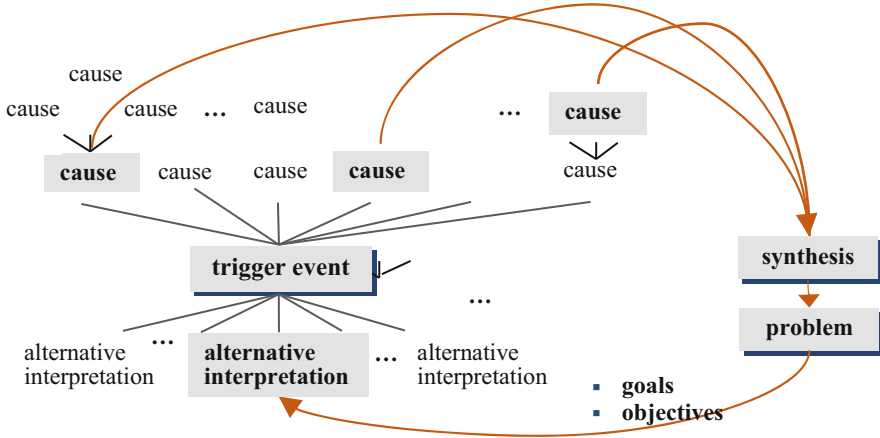 cause
cause cause ... cause ... cause
cause cause cause cause cause
trigger event
synthesis
...
problem
alternative interpretation ... alternative interpretation ... alternative interpretation
▪ goals
▪ objectives